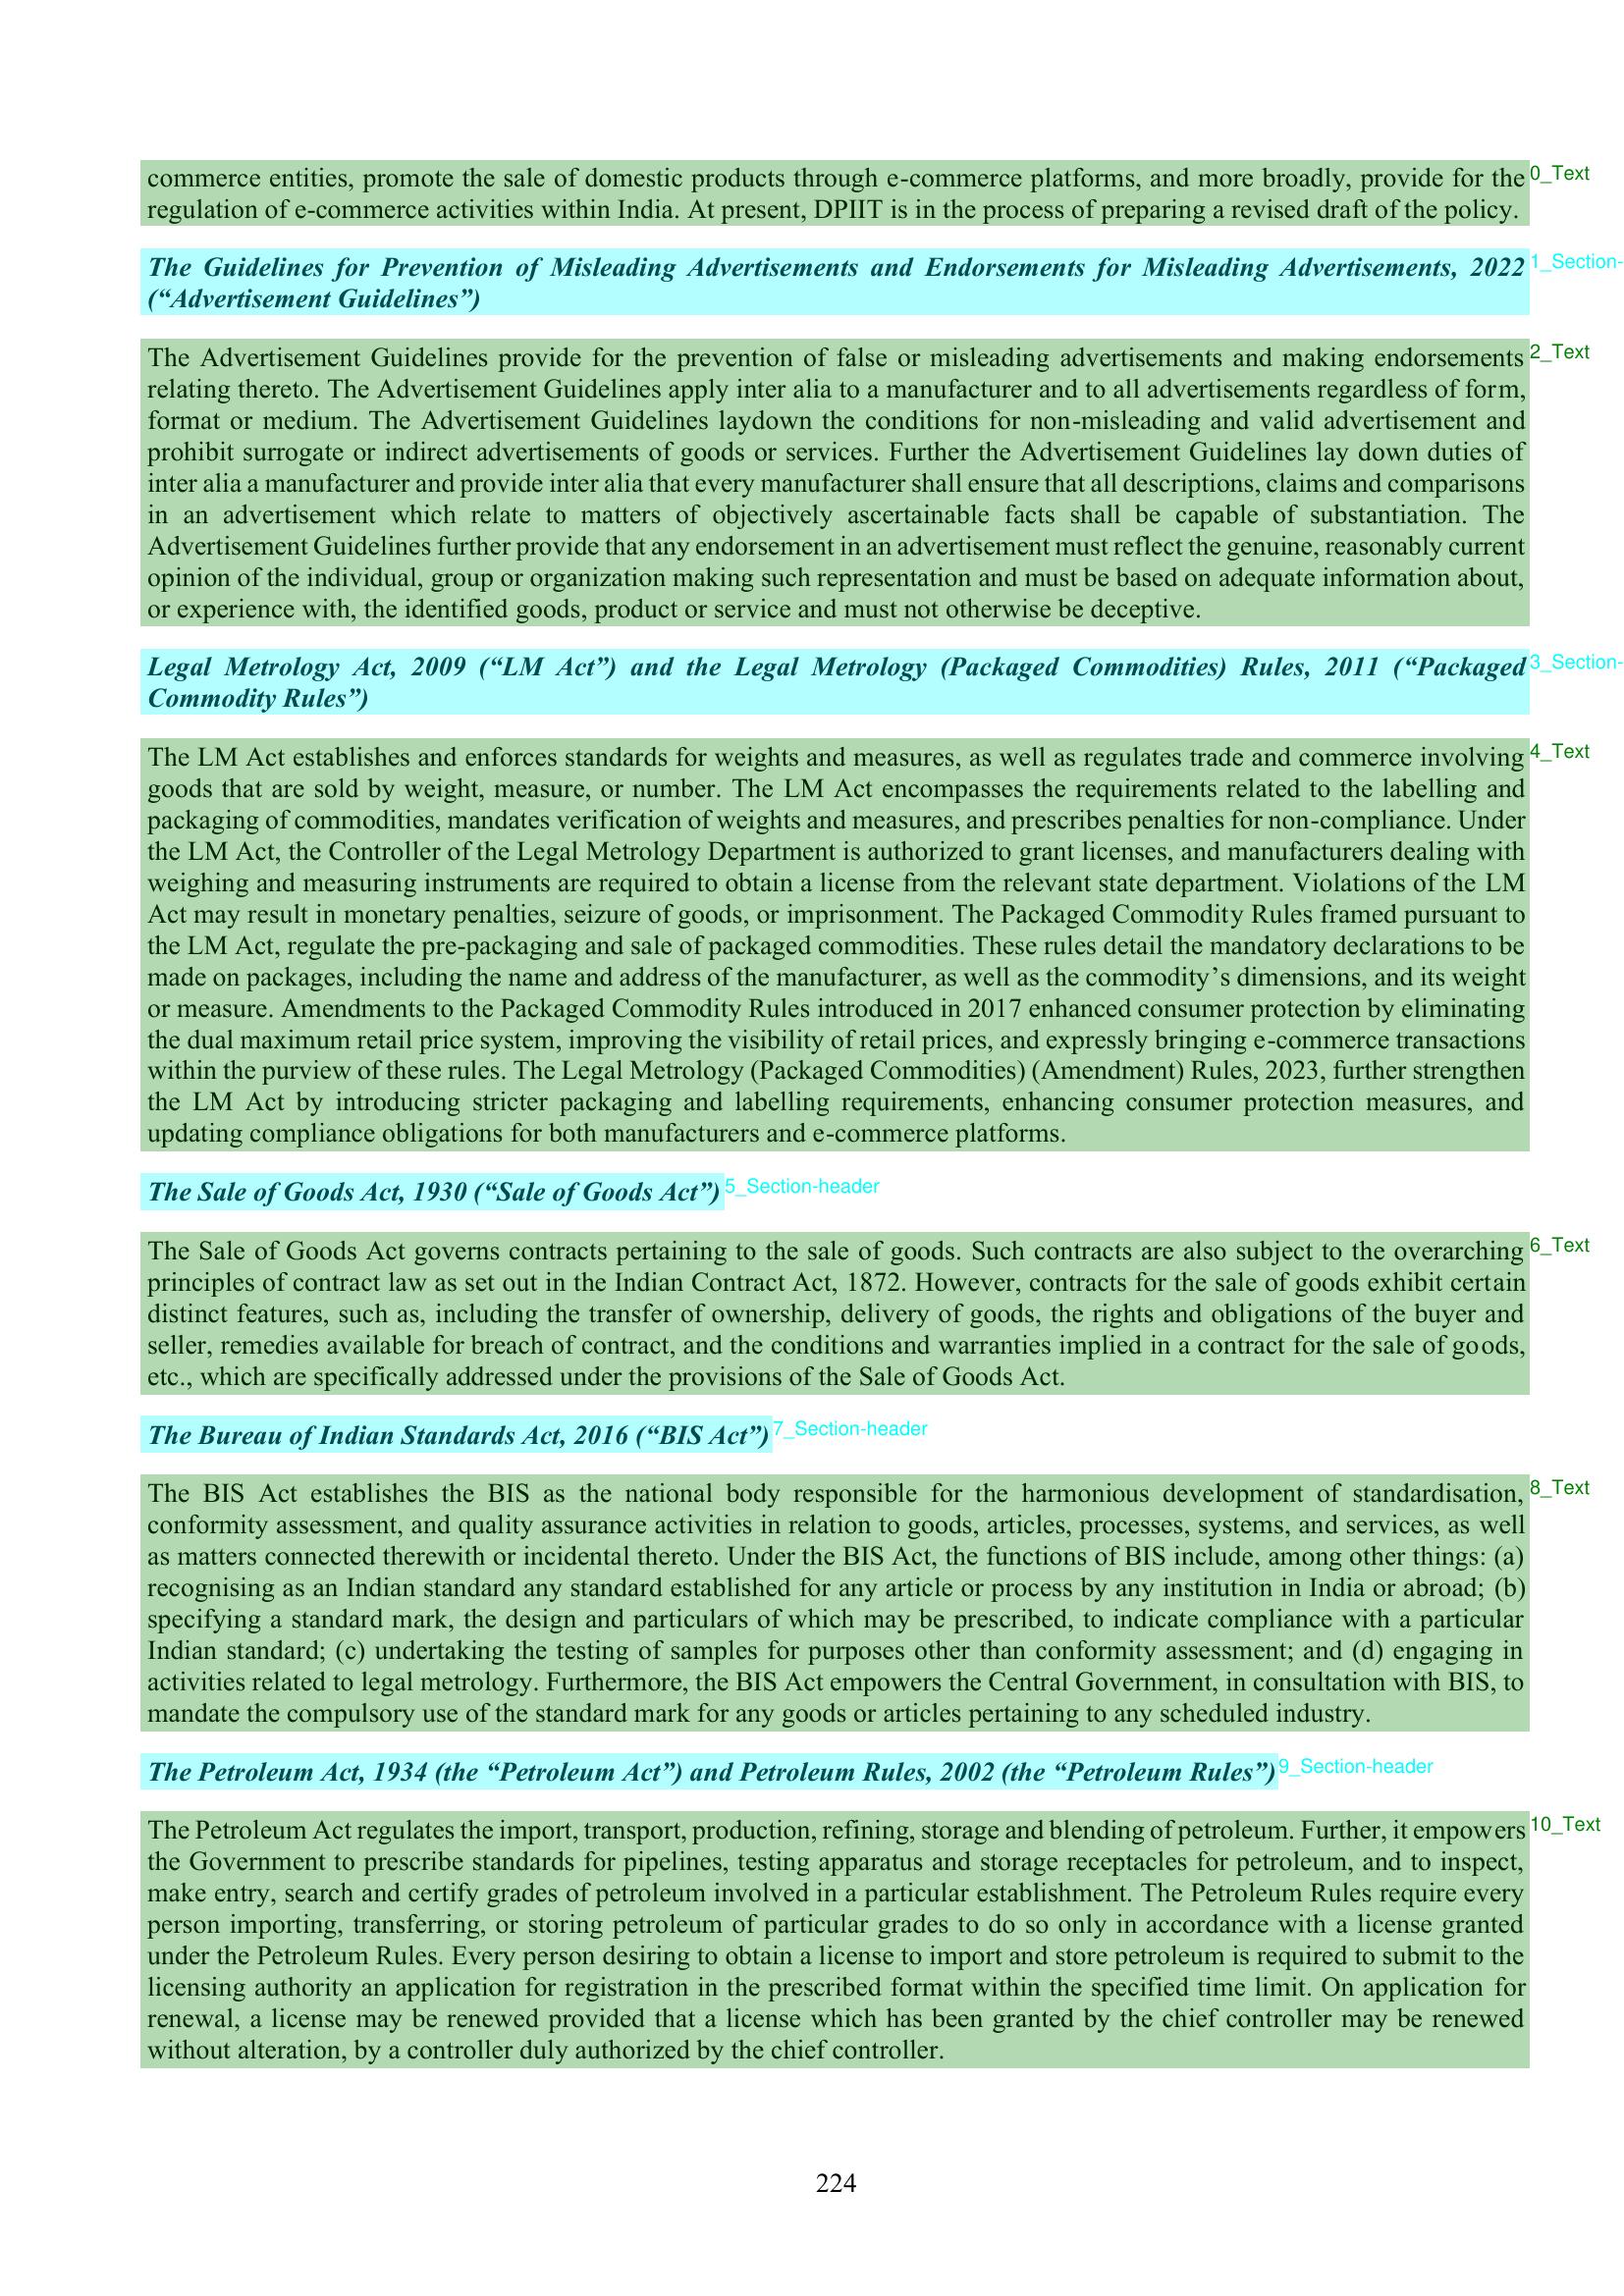 commerce entities, promote the sale of domestic products through e-commerce platforms, and more broadly, provide for the
0_Text
regulation of e-commerce activities within India. At present, DPIIT is in the process of preparing a revised draft of the policy.
The Guidelines for Prevention of Misleading Advertisements and Endorsements for Misleading Advertisements, 2022
1_Section-
(“Advertisement Guidelines”)
The Advertisement Guidelines provide for the prevention of false or misleading advertisements and making endorsements
2_Text
relating thereto. The Advertisement Guidelines apply inter alia to a manufacturer and to all advertisements regardless of form,
format or medium. The Advertisement Guidelines laydown the conditions for non-misleading and valid advertisement and
prohibit surrogate or indirect advertisements of goods or services. Further the Advertisement Guidelines lay down duties of
inter alia a manufacturer and provide inter alia that every manufacturer shall ensure that all descriptions, claims and comparisons
in an advertisement which relate to matters of objectively ascertainable facts shall be capable of substantiation. The
Advertisement Guidelines further provide that any endorsement in an advertisement must reflect the genuine, reasonably current
opinion of the individual, group or organization making such representation and must be based on adequate information about,
or experience with, the identified goods, product or service and must not otherwise be deceptive.
Legal Metrology Act, 2009 (“LM Act”) and the Legal Metrology (Packaged Commodities) Rules, 2011 (“Packaged
3_Section-
Commodity Rules”)
The LM Act establishes and enforces standards for weights and measures, as well as regulates trade and commerce involving
4_Text
goods that are sold by weight, measure, or number. The LM Act encompasses the requirements related to the labelling and
packaging of commodities, mandates verification of weights and measures, and prescribes penalties for non-compliance. Under
the LM Act, the Controller of the Legal Metrology Department is authorized to grant licenses, and manufacturers dealing with
weighing and measuring instruments are required to obtain a license from the relevant state department. Violations of the LM
Act may result in monetary penalties, seizure of goods, or imprisonment. The Packaged Commodity Rules framed pursuant to
the LM Act, regulate the pre-packaging and sale of packaged commodities. These rules detail the mandatory declarations to be
made on packages, including the name and address of the manufacturer, as well as the commodity’s dimensions, and its weight
or measure. Amendments to the Packaged Commodity Rules introduced in 2017 enhanced consumer protection by eliminating
the dual maximum retail price system, improving the visibility of retail prices, and expressly bringing e-commerce transactions
within the purview of these rules. The Legal Metrology (Packaged Commodities) (Amendment) Rules, 2023, further strengthen
the LM Act by introducing stricter packaging and labelling requirements, enhancing consumer protection measures, and
updating compliance obligations for both manufacturers and e-commerce platforms.
The Sale of Goods Act, 1930 (“Sale of Goods Act”)
5_Section-header
The Sale of Goods Act governs contracts pertaining to the sale of goods. Such contracts are also subject to the overarching
6_Text
principles of contract law as set out in the Indian Contract Act, 1872. However, contracts for the sale of goods exhibit certain
distinct features, such as, including the transfer of ownership, delivery of goods, the rights and obligations of the buyer and
seller, remedies available for breach of contract, and the conditions and warranties implied in a contract for the sale of goods,
etc., which are specifically addressed under the provisions of the Sale of Goods Act.
The Bureau of Indian Standards Act, 2016 (“BIS Act”)
7_Section-header
The BIS Act establishes the BIS as the national body responsible for the harmonious development of standardisation,
8_Text
conformity assessment, and quality assurance activities in relation to goods, articles, processes, systems, and services, as well
as matters connected therewith or incidental thereto. Under the BIS Act, the functions of BIS include, among other things: (a)
recognising as an Indian standard any standard established for any article or process by any institution in India or abroad; (b)
specifying a standard mark, the design and particulars of which may be prescribed, to indicate compliance with a particular
Indian standard; (c) undertaking the testing of samples for purposes other than conformity assessment; and (d) engaging in
activities related to legal metrology. Furthermore, the BIS Act empowers the Central Government, in consultation with BIS, to
mandate the compulsory use of the standard mark for any goods or articles pertaining to any scheduled industry.
The Petroleum Act, 1934 (the “Petroleum Act”) and Petroleum Rules, 2002 (the “Petroleum Rules”)
9_Section-header
The Petroleum Act regulates the import, transport, production, refining, storage and blending of petroleum. Further, it empowers
10_Text
the Government to prescribe standards for pipelines, testing apparatus and storage receptacles for petroleum, and to inspect,
make entry, search and certify grades of petroleum involved in a particular establishment. The Petroleum Rules require every
person importing, transferring, or storing petroleum of particular grades to do so only in accordance with a license granted
under the Petroleum Rules. Every person desiring to obtain a license to import and store petroleum is required to submit to the
licensing authority an application for registration in the prescribed format within the specified time limit. On application for
renewal, a license may be renewed provided that a license which has been granted by the chief controller may be renewed
without alteration, by a controller duly authorized by the chief controller.
224